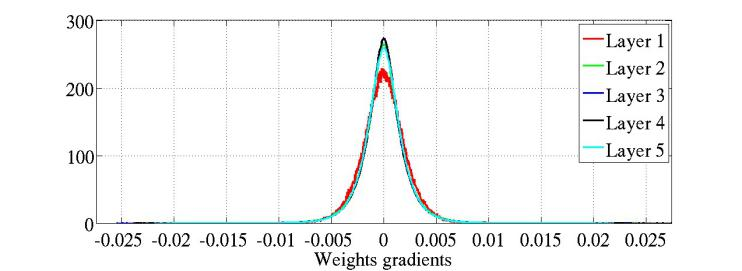 300
200
100
0
-0.025 -0.02 -0.015 -0.01 -0.005 0 0.005 0.01 0.015 0.02 0.025
Weights gradients
Layer 1
Layer 2
Layer 3
Layer 4
Layer 5